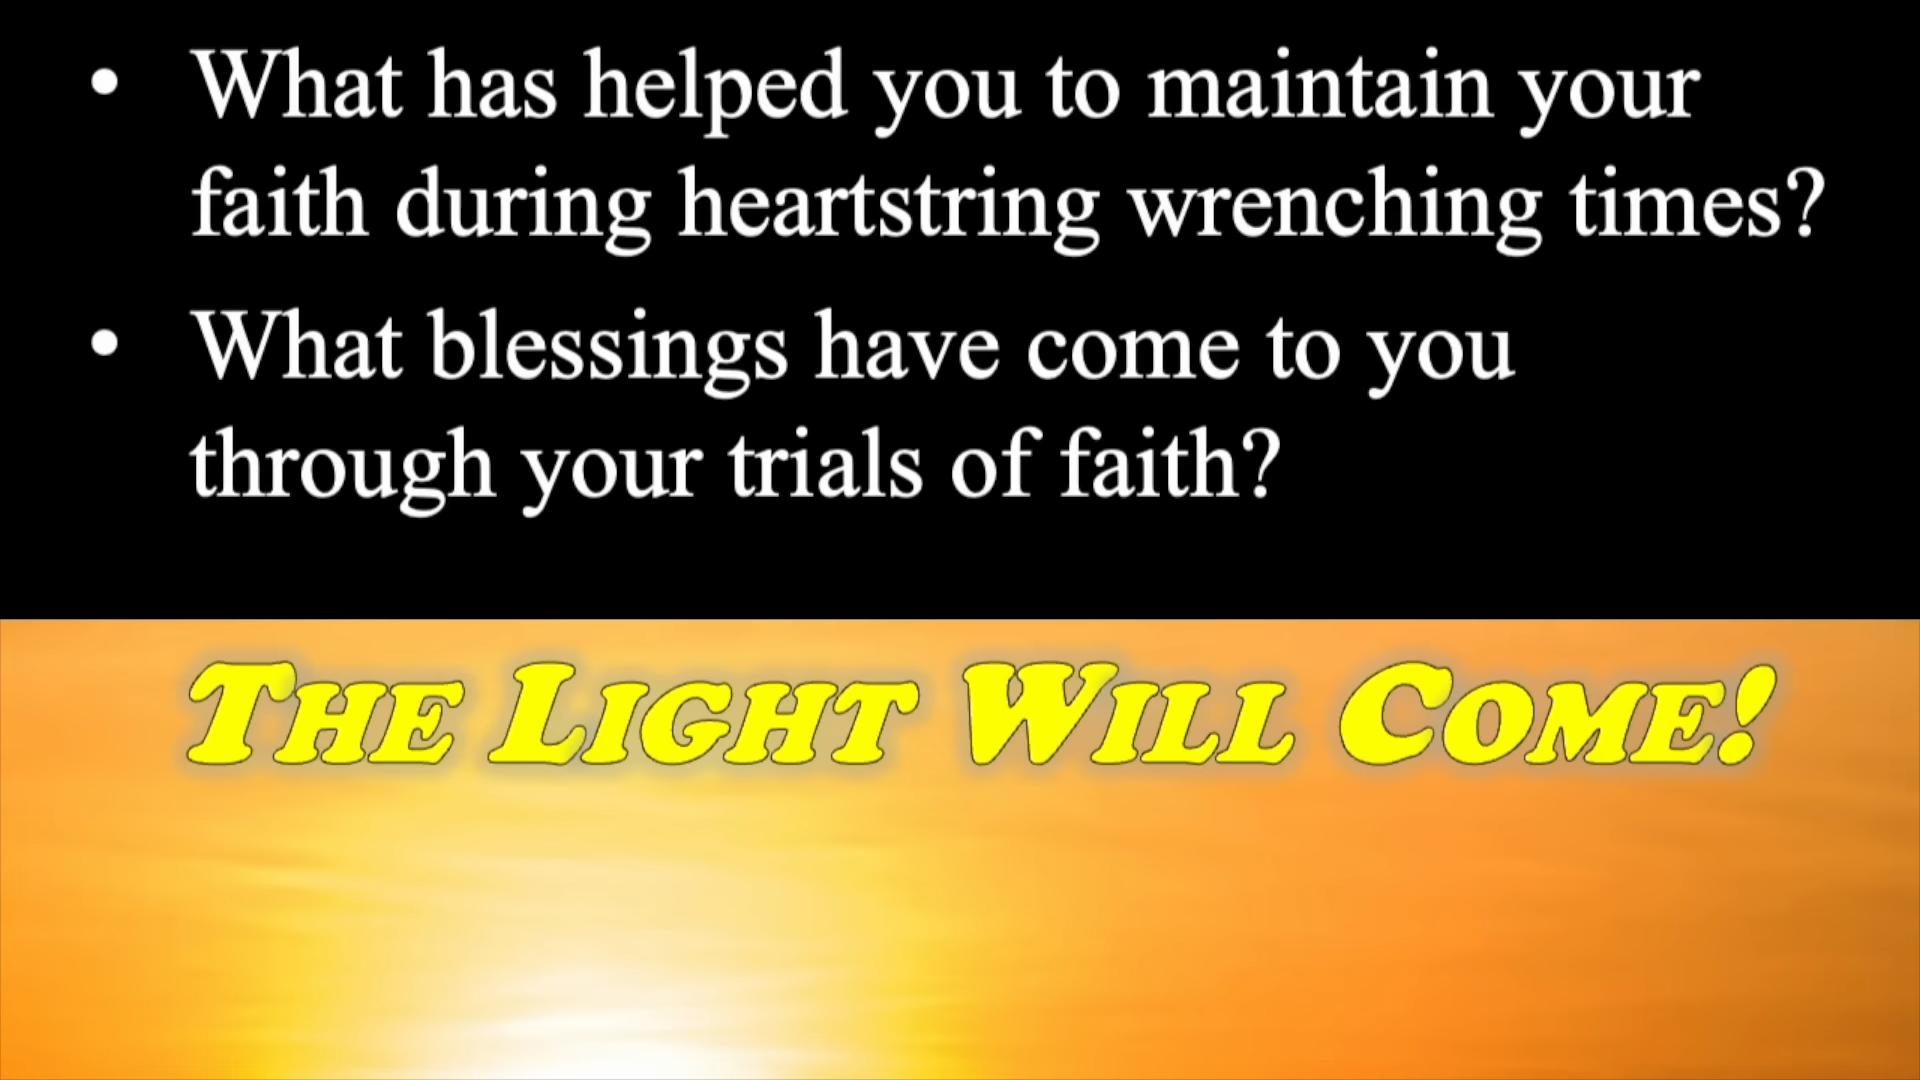 • What has helped you to maintain your
faith during heartstring wrenching times?
• What blessings have come to you
through your trials of faith?
THE LIGHT WILL COME!